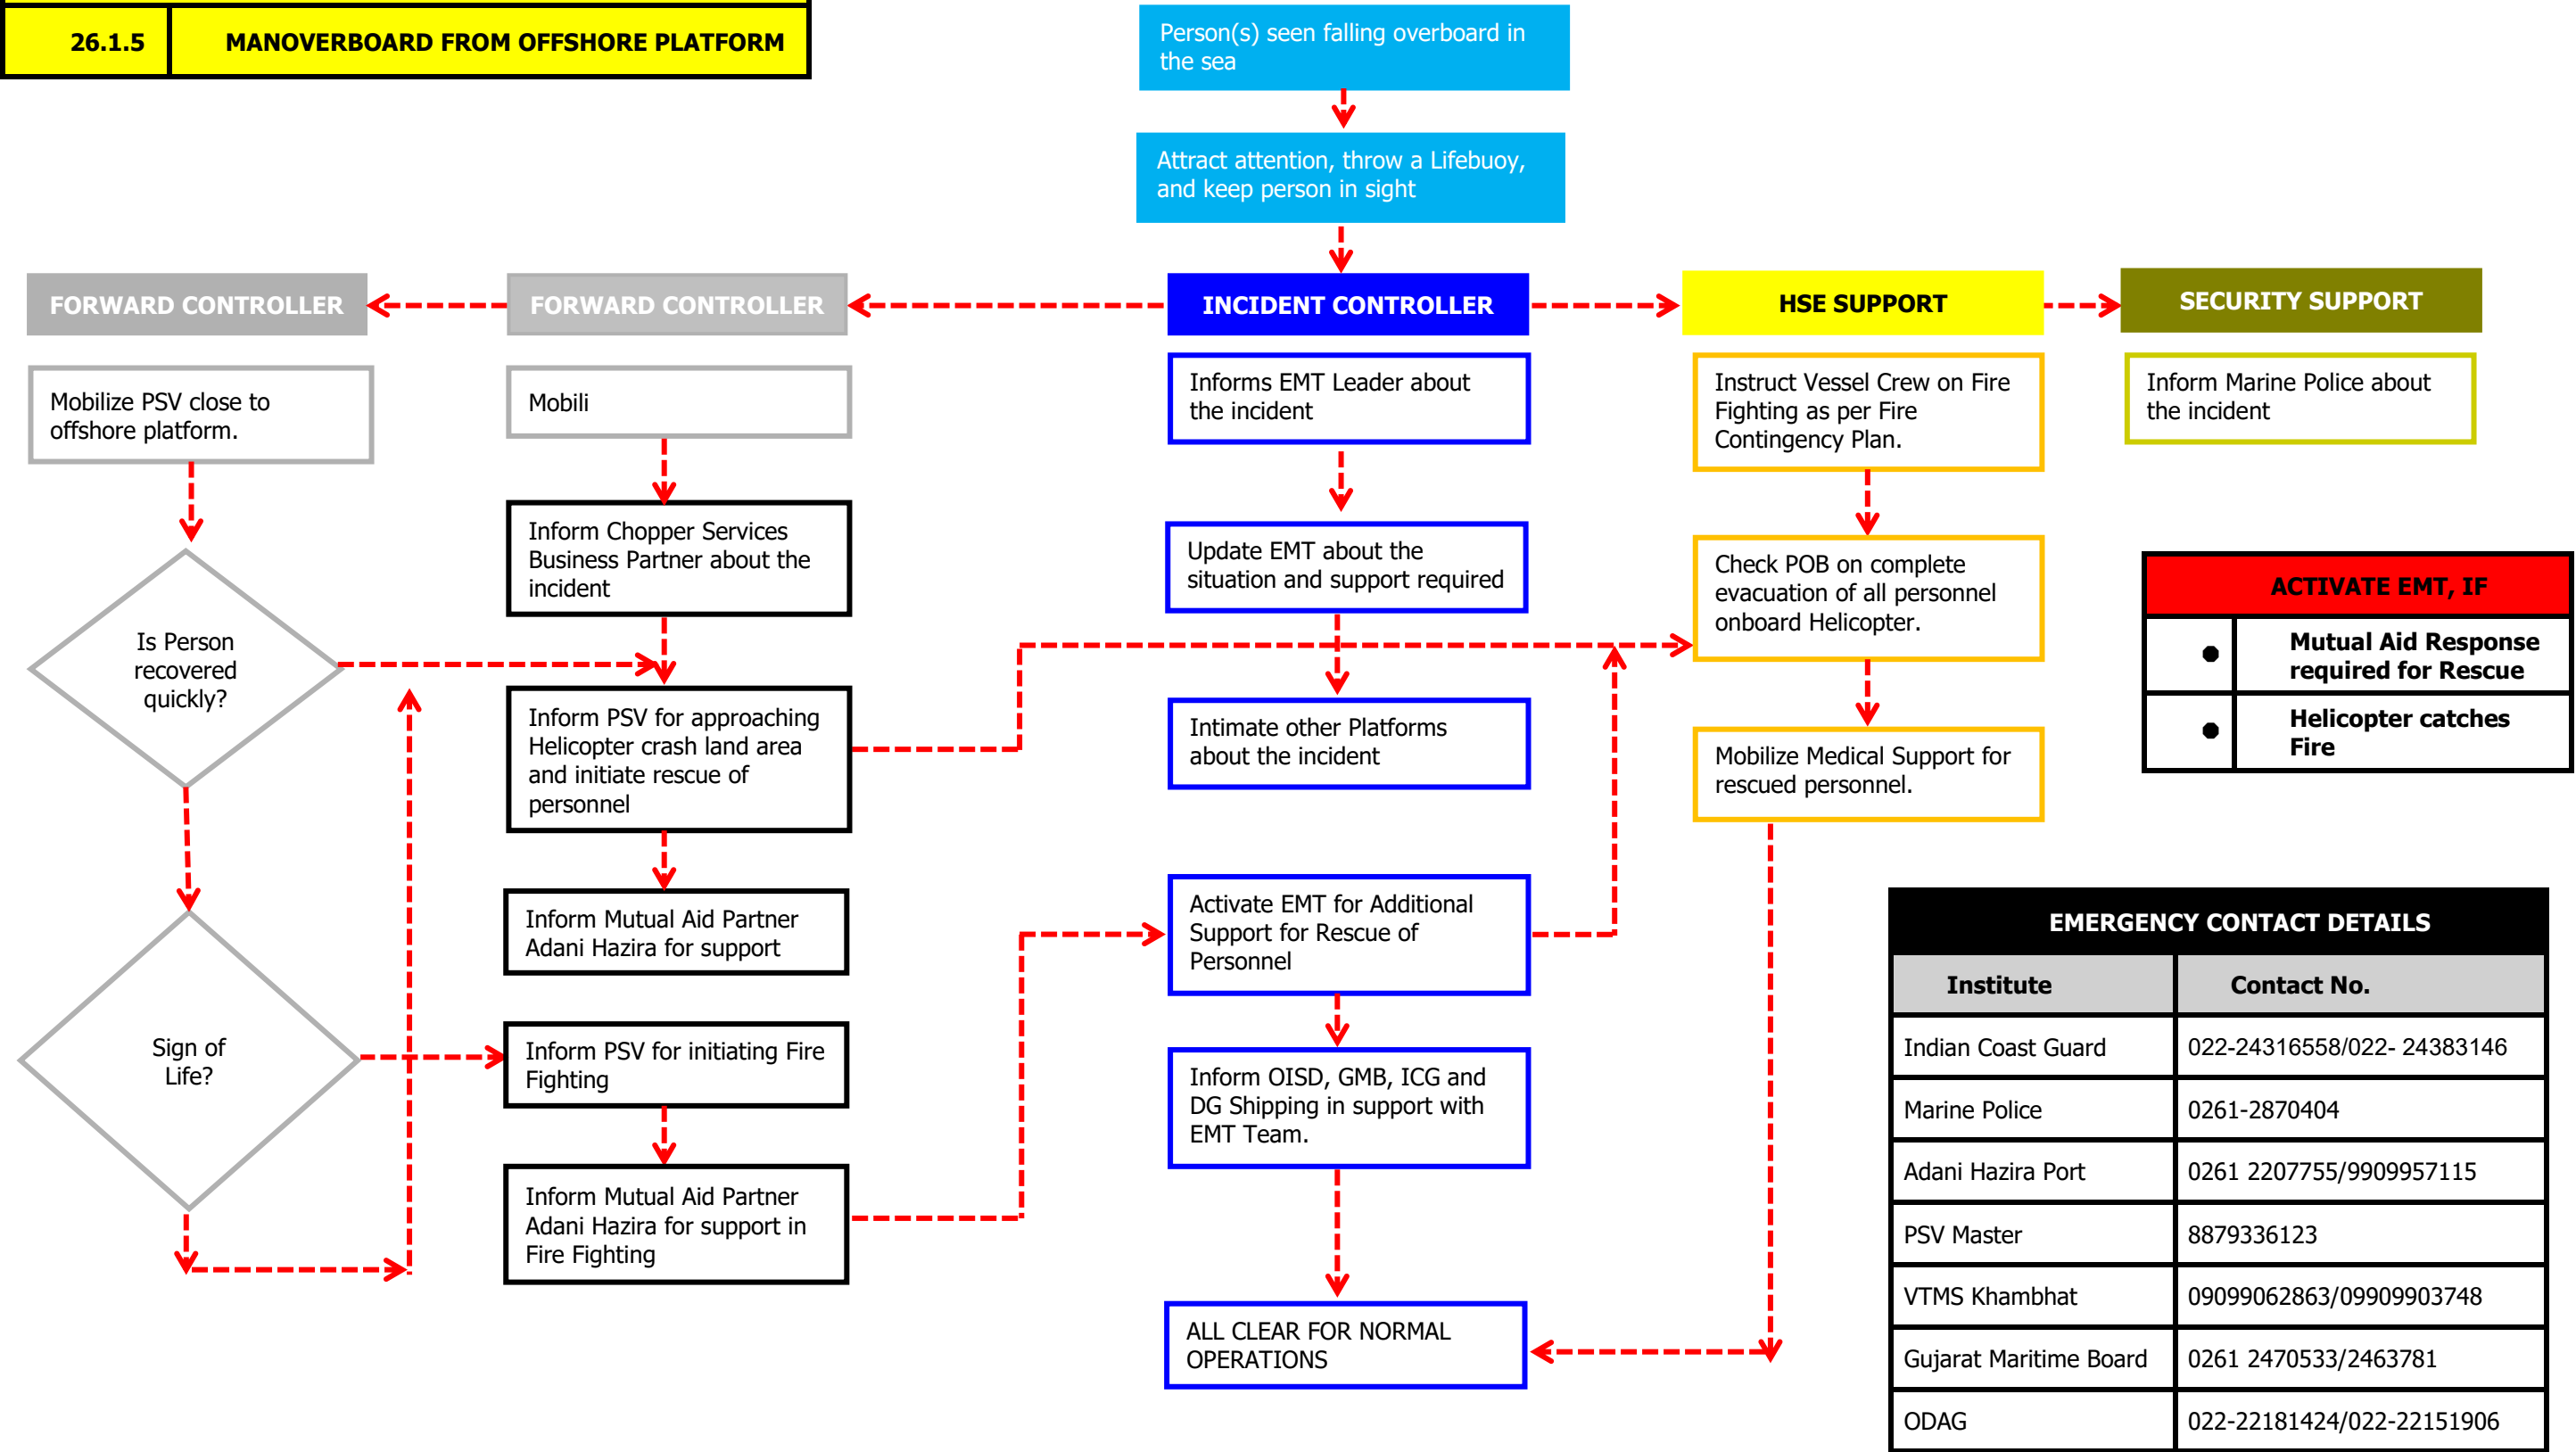 26.1.5 MANOVERBOARD FROM OFFSHORE PLATFORM
Person(s) seen falling overboard in
the sea
Attract attention, throw a Lifebuoy,
and keep person in sight
FORWARD CONTROLLER
Mobilize PSV close to
offshore platform.
Is Person
recovered
quickly?
Sign of
Life?
FORWARD CONTROLLER
Mobili
Inform Chopper Services
Business Partner about the
incident
Inform PSV for approaching
Helicopter crash land area
and initiate rescue of
personnel
Inform Mutual Aid Partner
Adani Hazira for support
Inform PSV for initiating Fire
Fighting
Inform Mutual Aid Partner
Adani Hazira for support in
Fire Fighting
INCIDENT CONTROLLER
Informs EMT Leader about
the incident
Update EMT about the
situation and support required
Intimate other Platforms
about the incident
Activate EMT for Additional
Support for Rescue of
Personnel
Inform OISD, GMB, ICG and
DG Shipping in support with
EMT Team.
ALL CLEAR FOR NORMAL
OPERATIONS
HSE SUPPORT
Instruct Vessel Crew on Fire
Fighting as per Fire
Contingency Plan.
Check POB on complete
evacuation of all personnel
onboard Helicopter.
Mobilize Medical Support for
rescued personnel.
SECURITY SUPPORT
Inform Marine Police about
the incident
ACTIVATE EMT, IF
● Mutual Aid Response
required for Rescue
● Helicopter catches
Fire
EMERGENCY CONTACT DETAILS
Institute Contact No.
Indian Coast Guard 022-24316558/022- 24383146
Marine Police 0261-2870404
Adani Hazira Port 0261 2207755/9909957115
PSV Master 8879336123
VTMS Khambhat 09099062863/09909903748
Gujarat Maritime Board 0261 2470533/2463781
ODAG 022-22181424/022-22151906